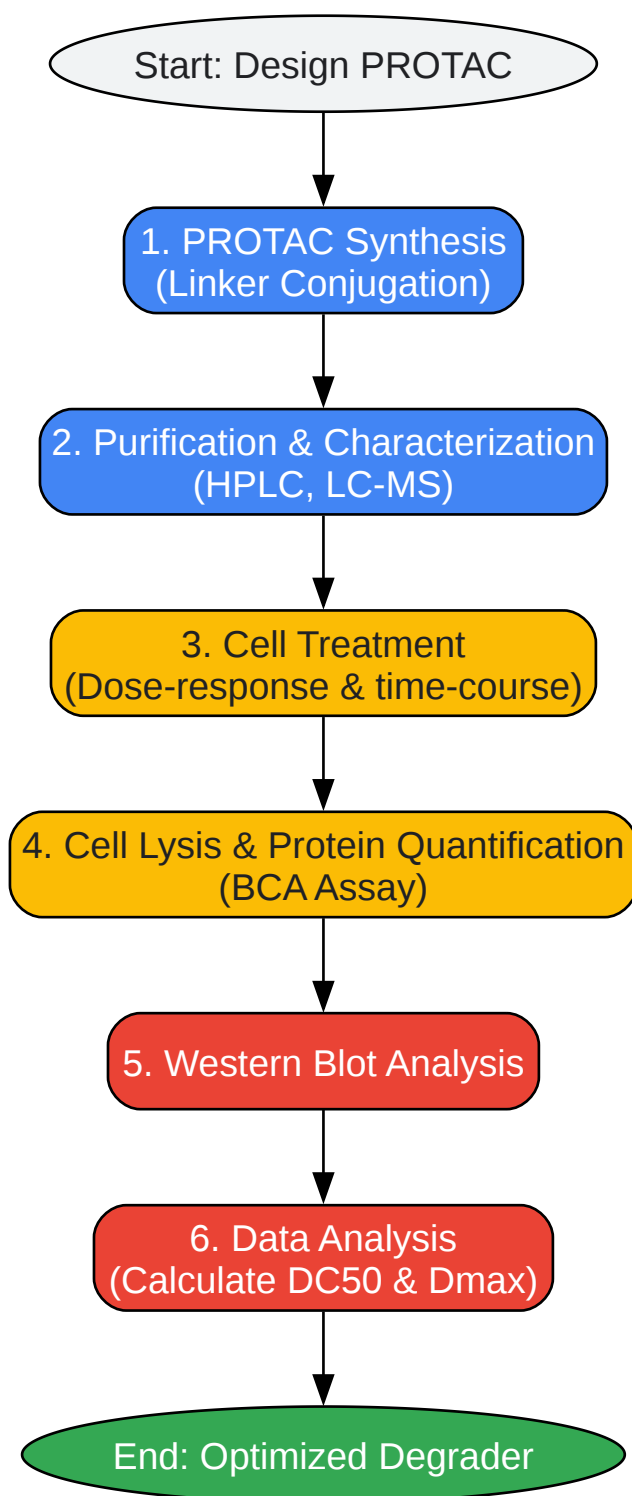 Start: Design PROTAC
1. PROTAC Synthesis
(Linker Conjugation)
2. Purification & Characterization
(HPLC, LC-MS)
3. Cell Treatment
(Dose-response & time-course)
4. Cell Lysis & Protein Quantification
(BCA Assay)
5. Western Blot Analysis
6. Data Analysis
(Calculate DC50 & Dmax)
End: Optimized Degrader